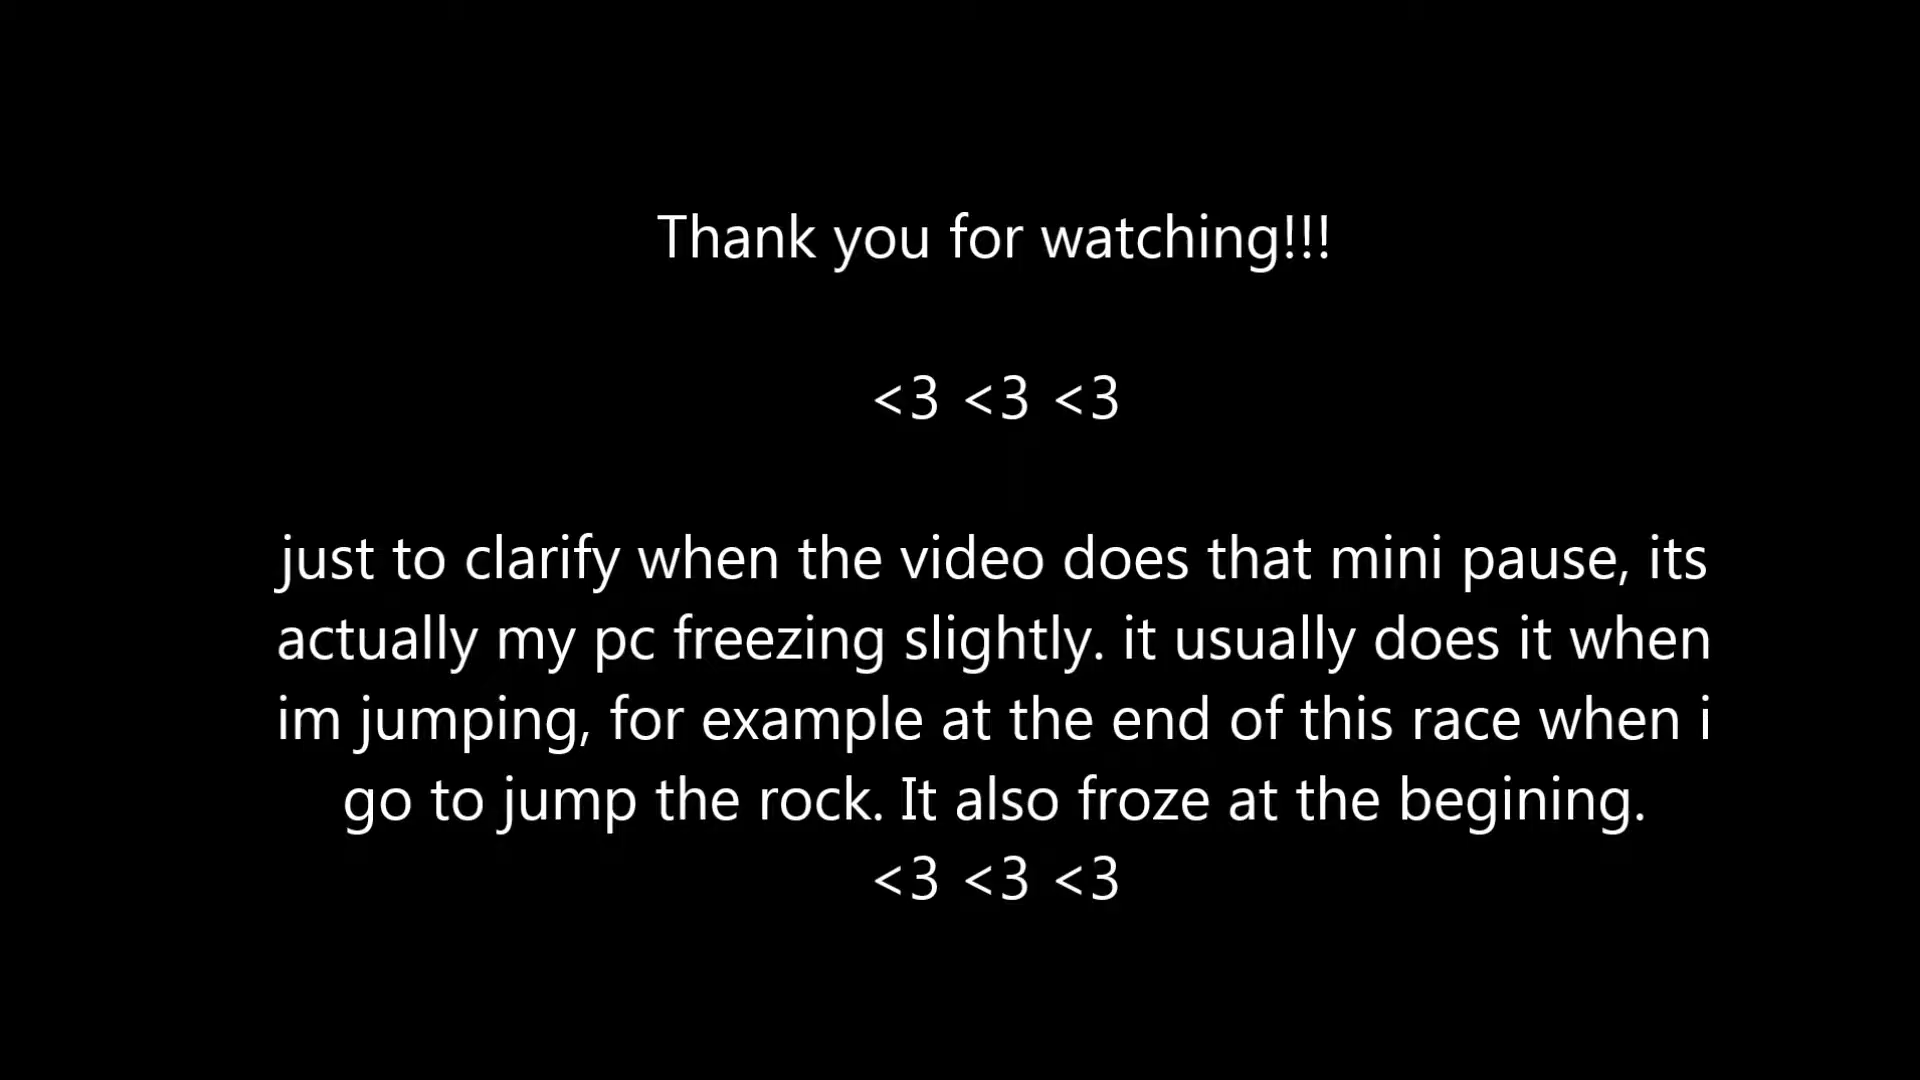 Thank you for watching!!!
<3 <3 <3
just to clarify when the video does that mini pause, its
actually my pc freezing slightly. it usually does it when
im jumping, for example at the end of this race when i
go to jump the rock. It also froze at the begining.
<3 <3 <3